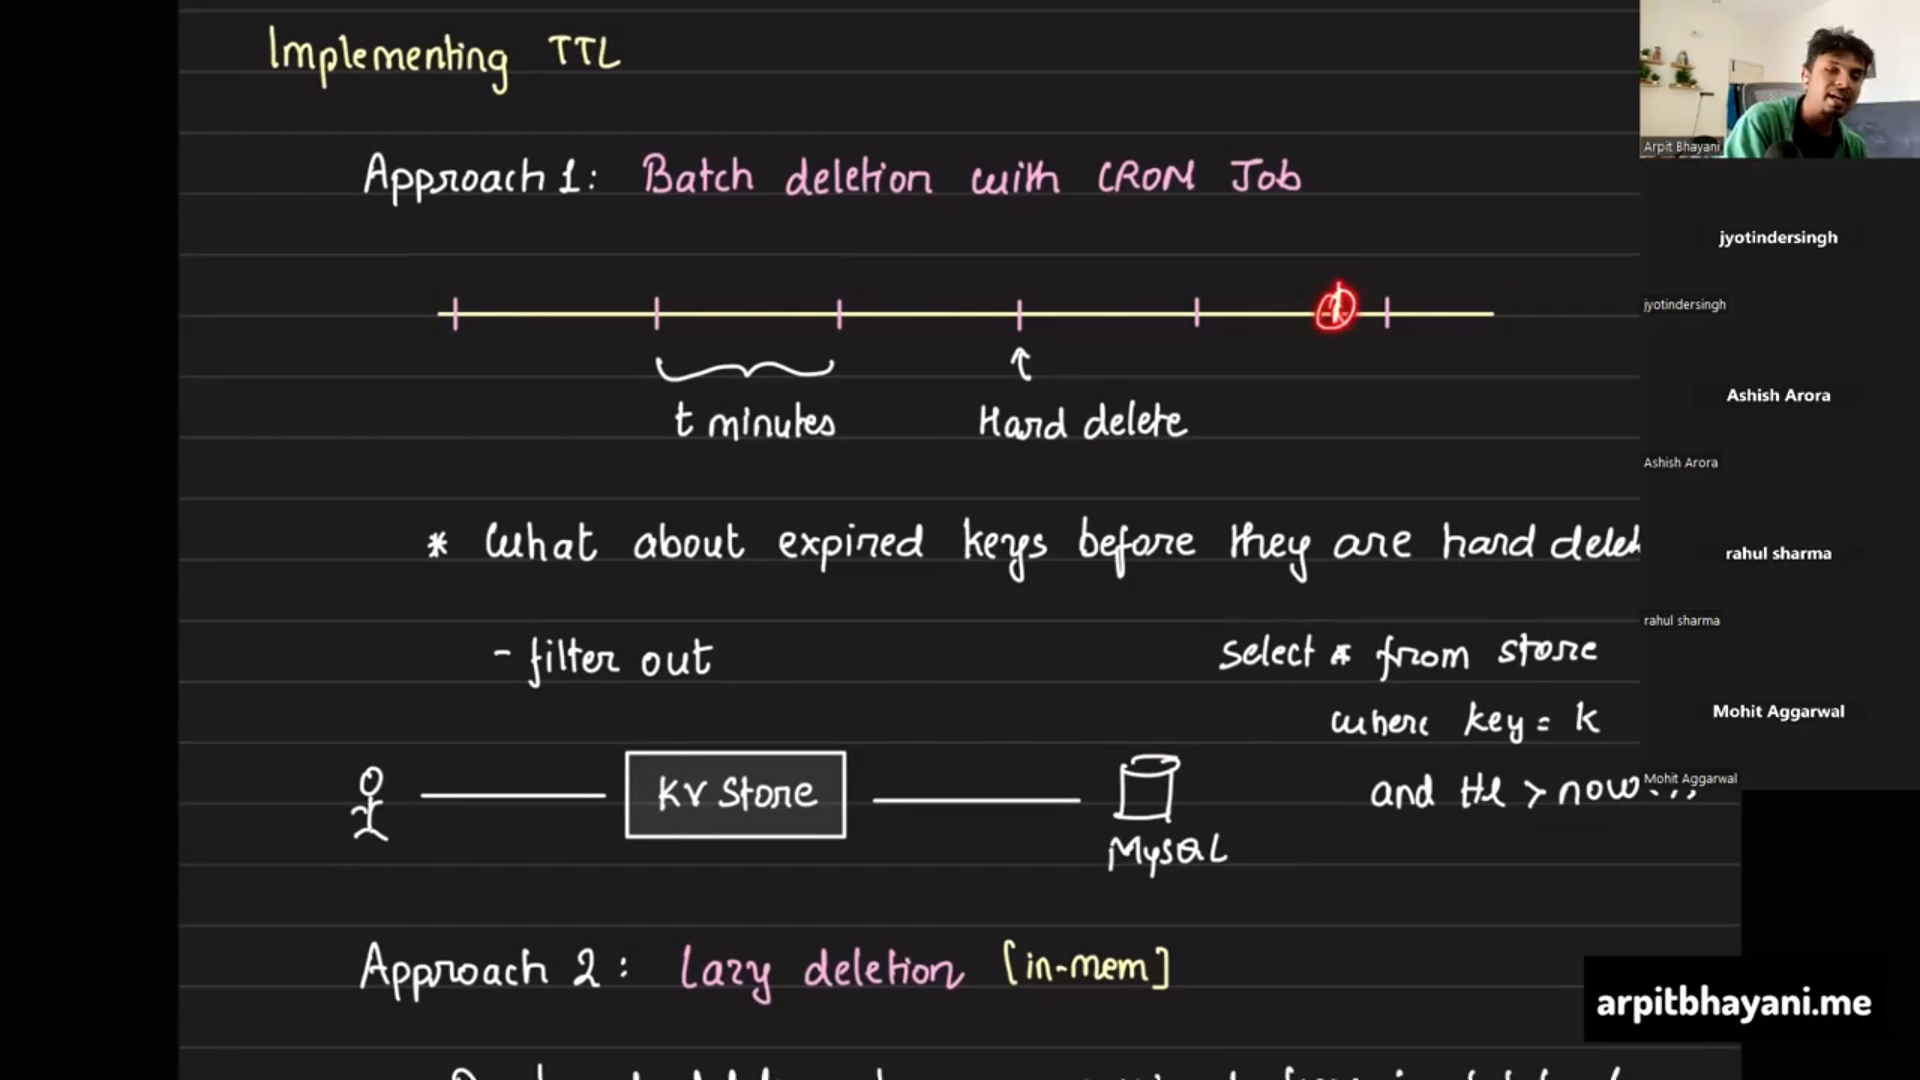 Implementing TTL
Arpit Bhayani
Approach 1: Batch deletion with CRON Job
jyotindersingh
jyotindersingh
t minutes
Hard delete
Ashish Arora
Ashish Arora
* What about expired keys before they are hard
rahul sharma
rahul sharma
- filter out
select * from store
where key = k
and ttl > now...
Mohit Aggarwal
Mohit Aggarwal
KV Store
MySQL
Approach 2: Lazy deletion [in-mem]
arpitbhayani.me